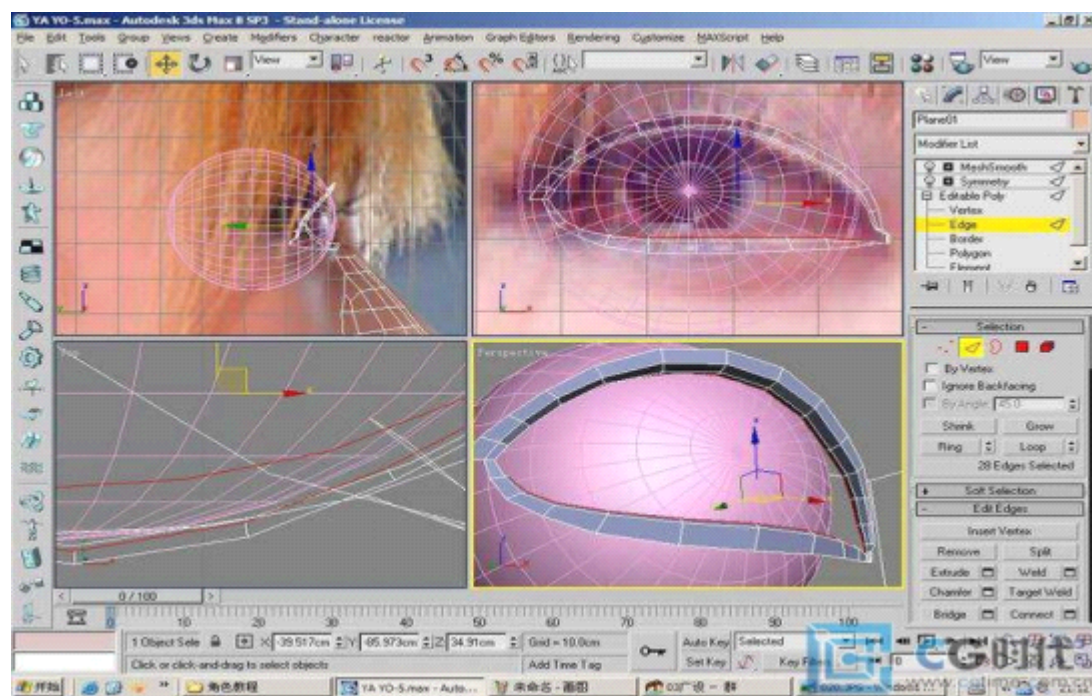 YA YO-S.max - Autodesk 3ds Max 8 SP3 - Stand-alone License
File Edit Tools Group Views Create Modifiers Character reactor Animation Graph Editors Rendering Customize MAXScript Help
View
View
Plane01
Modifier List
MeshSmooth
Symmetry
Editable Poly
Vertex
Edge
Border
Polygon
Element
Left
Top
Perspective
Selection
By Vertex
Ignore Backfacing
By Angle: 45.0
Shrink Grow
Ring Loop
28 Edges Selected
Soft Selection
Edit Edges
Insert Vertex
Remove Split
Extrude Weld
Chamfer Target Weld
Bridge Connect
0 / 100
0 10 20 30 40 50 60 70 80 90 100
1 Object Sele X -39.517cm Y -85.973cm Z 34.91cm Grid = 10.0cm
Auto Key Selected
Click or click-and-drag to select objects Add Time Tag
Set Key
CG时代
开始 角色教程 YA YO-S.max - Auto... 未命名 - 画图